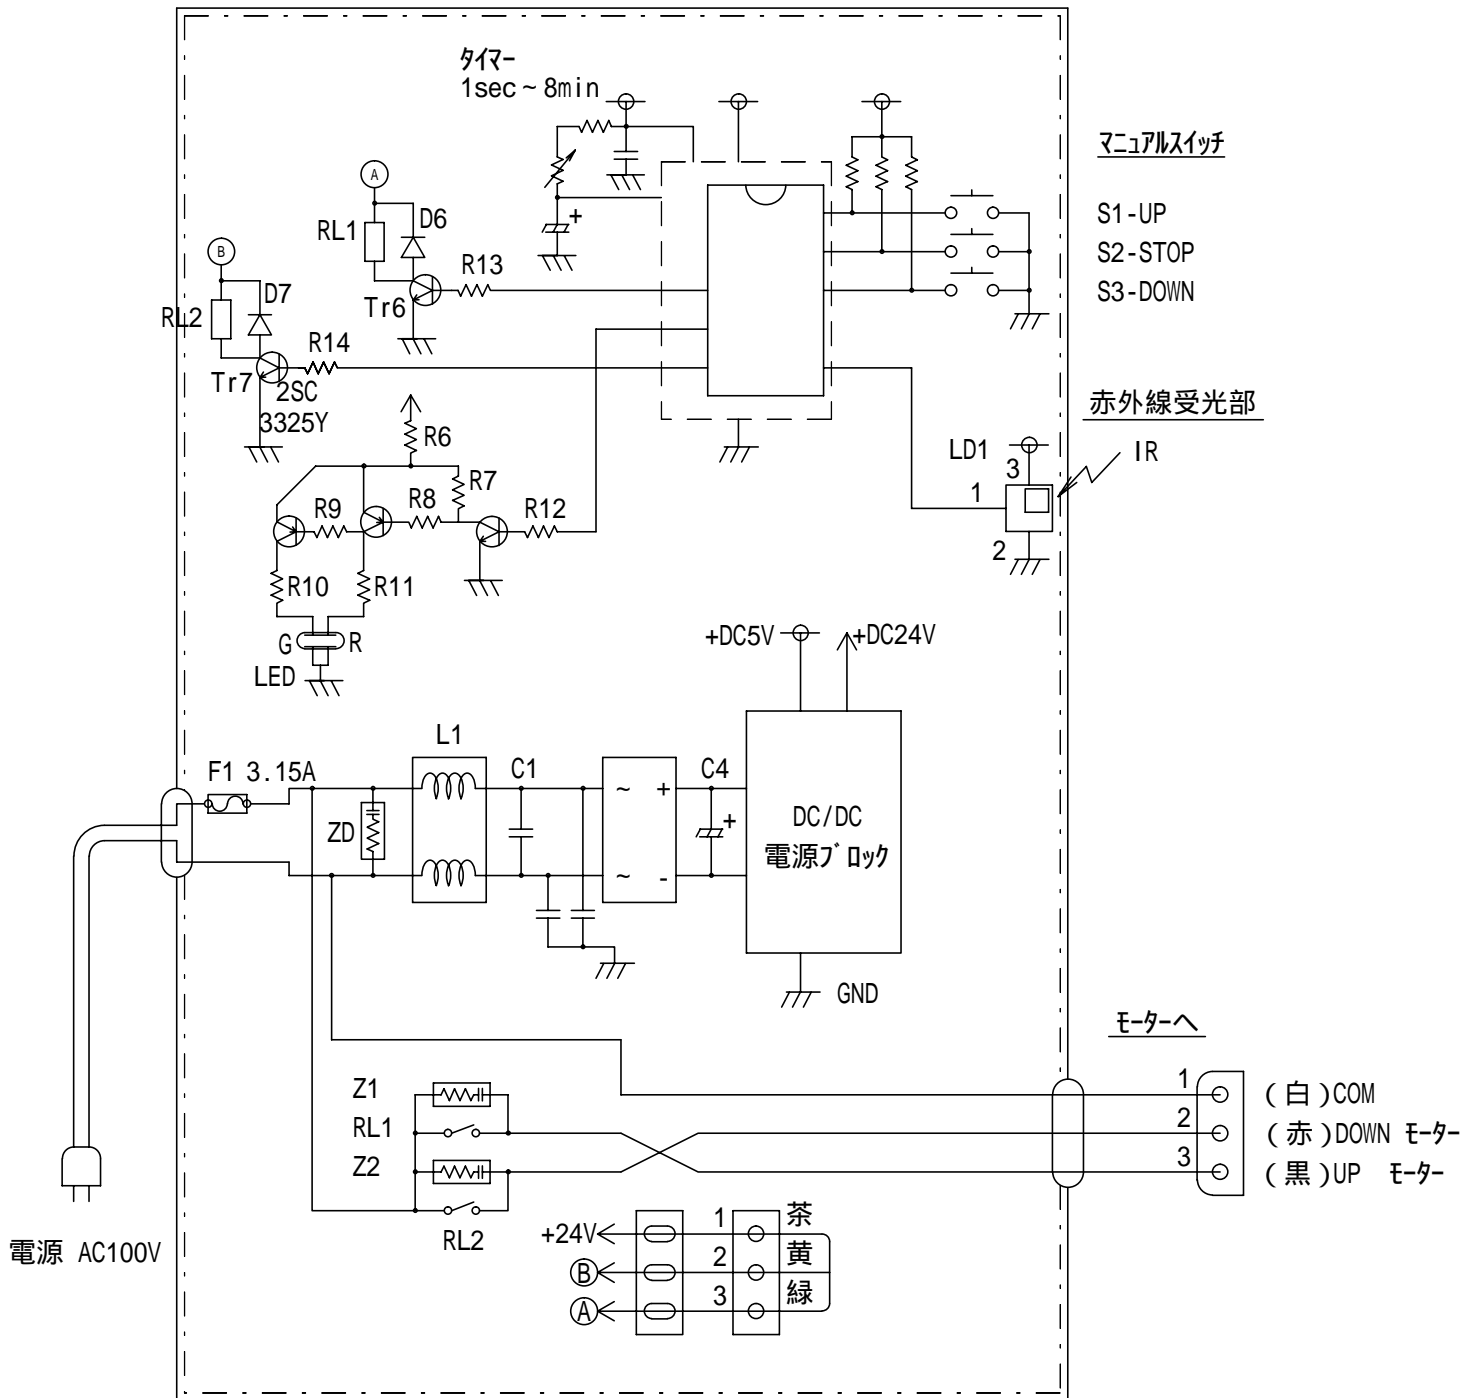 タイマー
1sec~8min
マニュアルスイッチ
A
D6
RL1
S1-UP
B
R13
S2-STOP
D7
Tr6
S3-DOWN
RL2
R14
Tr7
2SC
3325Y
赤外線受光部
R6
LD1
IR
3
R7
R8
1
R9
R12
2
R10
R11
G
R
LED
+DC5V
+DC24V
L1
F1 3.15A
C1
C4
~
+
ZD
+
DC/DC
電源ブロック
~
-
GND
モーターへ
Z1
1
(白)COM
RL1
2
(赤)DOWN モーター
Z2
3
(黒)UP モーター
RL2
電源 AC100V
+24V
1
茶
B
2
黄
A
3
緑
+